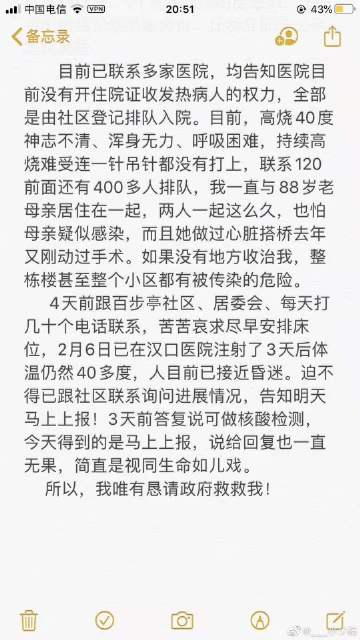 中国电信 VPN 20:51 43%
备忘录
目前已联系多家医院，均告知医院目
前没有开住院证收发热病人的权力，全部
是由社区登记排队入院。目前，高烧40度
神志不清、浑身无力、呼吸困难，持续高
烧难受连一针吊针都没有打上，联系120
前面还有400多人排队，我一直与88岁老
母亲居住在一起，两人一起这么久，也怕
母亲疑似感染，而且她做过心脏搭桥去年
又刚动过手术。如果没有地方收治我，整
栋楼甚至整个小区都有被传染的危险。
4天前跟百步亭社区、居委会、每天打
几十个电话联系，苦苦哀求尽早安排床
位，2月6日已在汉口医院注射了3天后体
温仍然40多度，人目前已接近昏迷。迫不
得已跟社区联系询问进展情况，告知明天
马上上报！3天前答复说可做核酸检测，
今天得到的是马上上报，说给回复也一直
无果，简直是视同生命如儿戏。
所以，我唯有恳请政府救救我！